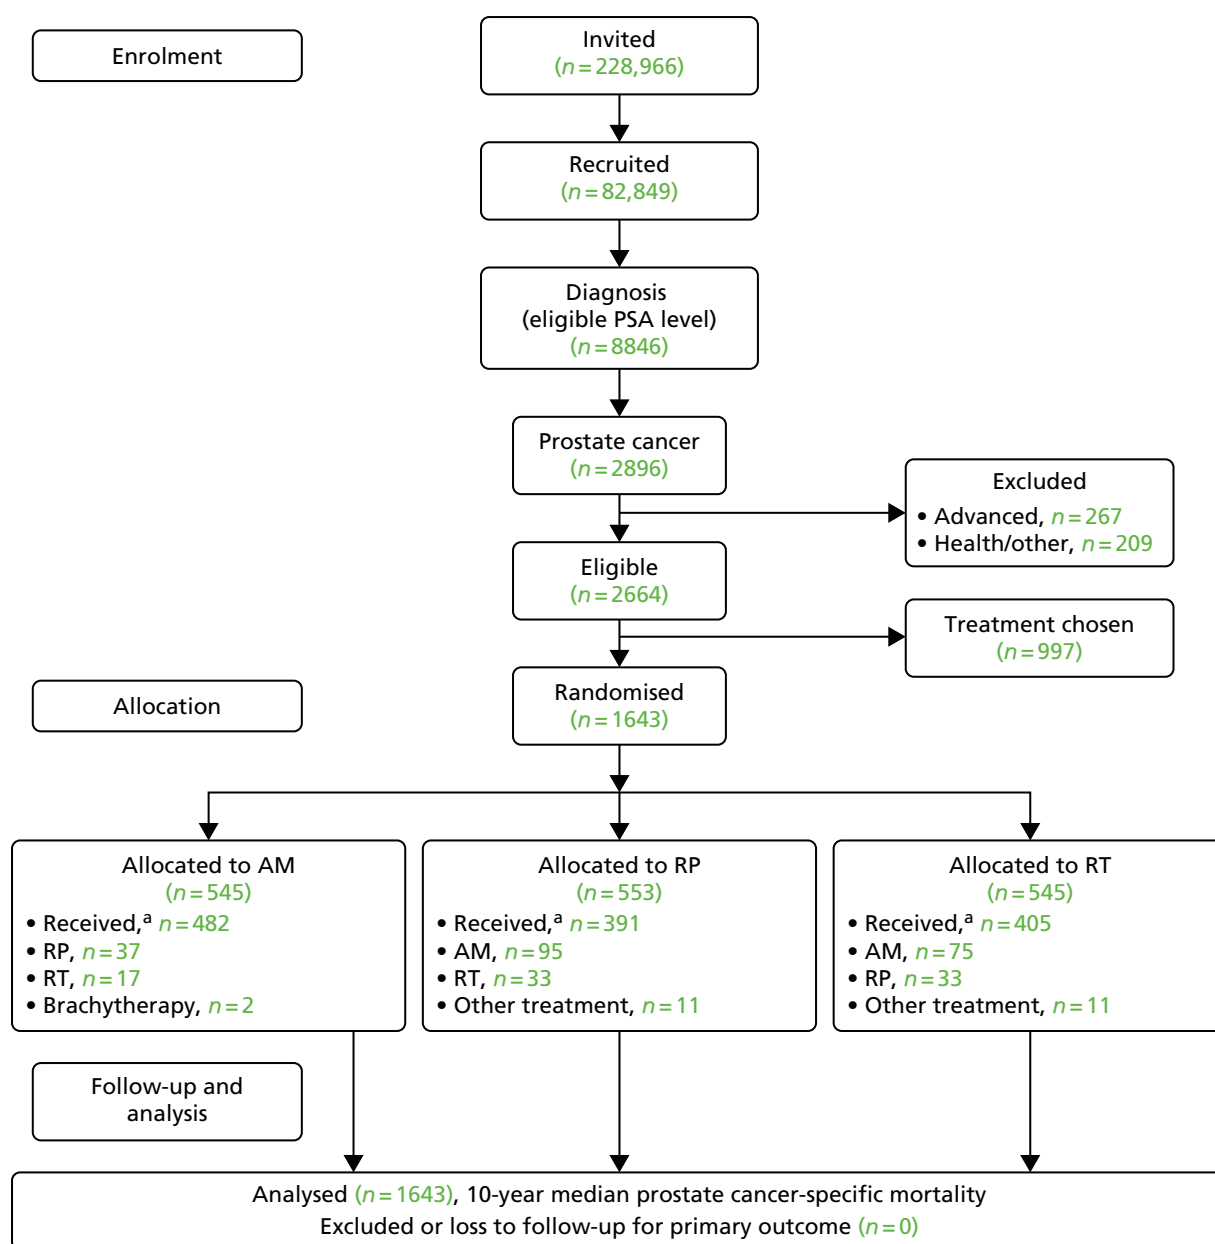 Enrolment
Invited
(n = 228,966)
Recruited
(n = 82,849)
Diagnosis
(eligible PSA level)
(n = 8846)
Prostate cancer
(n = 2896)
Excluded
• Advanced, n = 267
• Health/other, n = 209
Eligible
(n = 2664)
Treatment chosen
(n = 997)
Allocation
Randomised
(n = 1643)
Allocated to AM
(n = 545)
• Received,a n = 482
• RP, n = 37
• RT, n = 17
• Brachytherapy, n = 2
Allocated to RP
(n = 553)
• Received,a n = 391
• AM, n = 95
• RT, n = 33
• Other treatment, n = 11
Allocated to RT
(n = 545)
• Received,a n = 405
• AM, n = 75
• RP, n = 33
• Other treatment, n = 11
Follow-up and
analysis
Analysed (n = 1643), 10-year median prostate cancer-specific mortality
Excluded or loss to follow-up for primary outcome (n = 0)